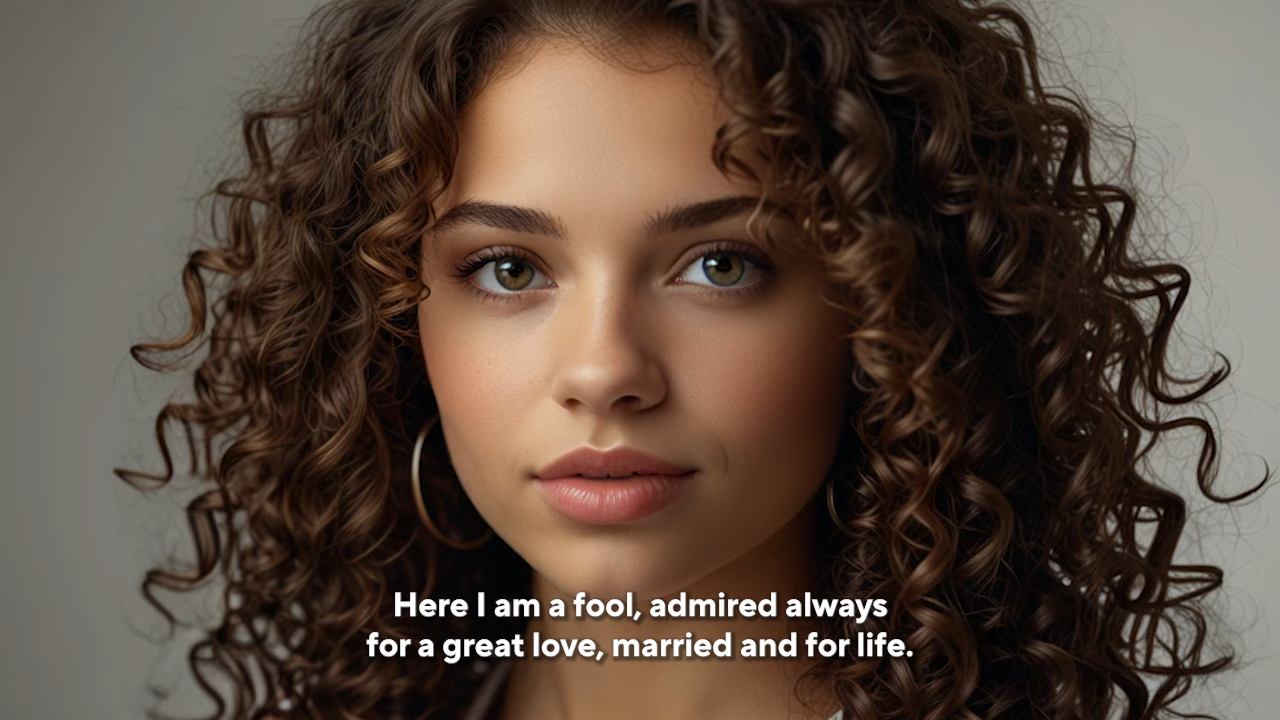 Here I am a fool, admired always
for a great love, married and for life.